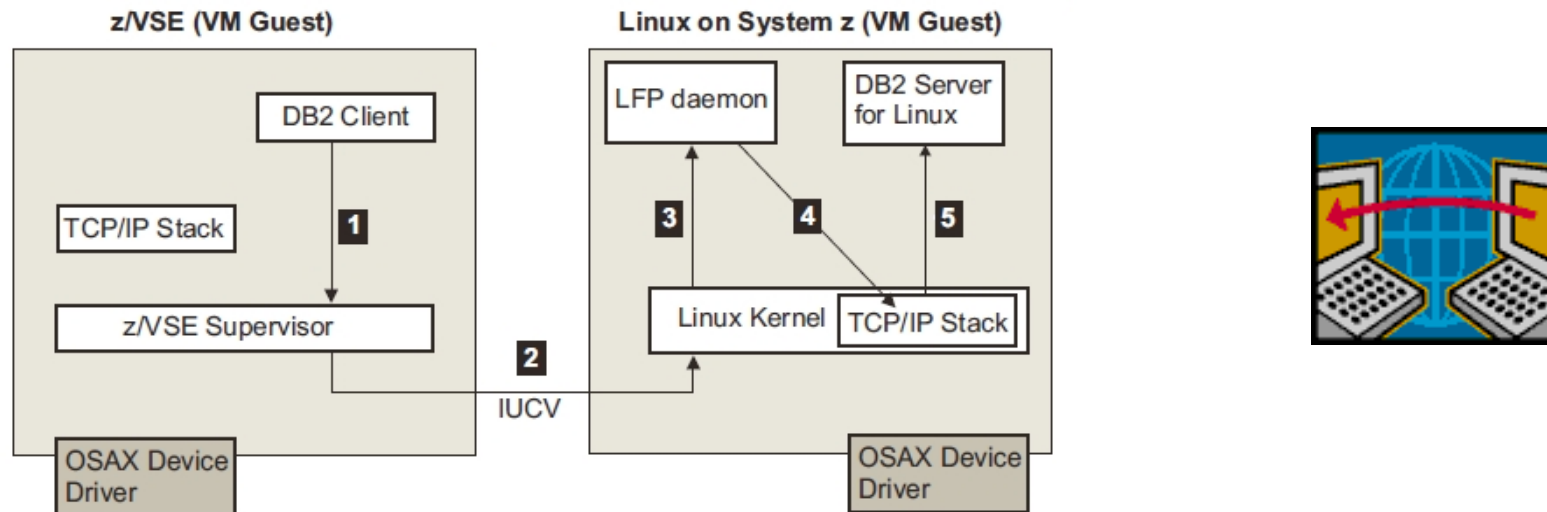 z/VSE (VM Guest)
DB2 Client
TCP/IP Stack
1
z/VSE Supervisor
OSAX Device
Driver
2
IUCV
Linux on System z (VM Guest)
LFP daemon
DB2 Server
for Linux
3
4
5
Linux Kernel
TCP/IP Stack
OSAX Device
Driver